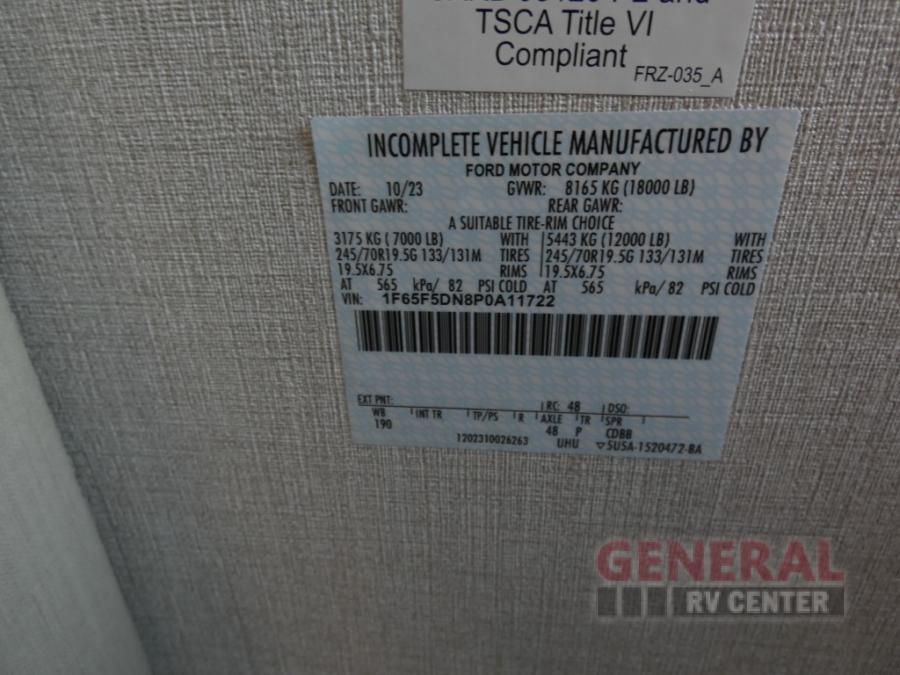 TSCA Title VI
Compliant
FRZ-035_A
INCOMPLETE VEHICLE MANUFACTURED BY
FORD MOTOR COMPANY
DATE: 10/23 GVWR: 8165 KG (18000 LB)
FRONT GAWR: REAR GAWR:
A SUITABLE TIRE-RIM CHOICE
3175 KG ( 7000 LB) WITH 5443 KG (12000 LB) WITH
245/70R19.5G 133/131M TIRES 245/70R19.5G 133/131M TIRES
19.5X6.75 RIMS 19.5X6.75 RIMS
AT 565 kPa/ 82 PSI COLD AT 565 kPa/ 82 PSI COLD
VIN: 1F65F5DN8P0A11722
EXT PNT: RC: 48 DSO:
WB INT TR TP/PS R AXLE TR SPR
190 48 P CDBB
1202310026263 UHU ▽5U5A-1520472-BA
GENERAL
RV CENTER